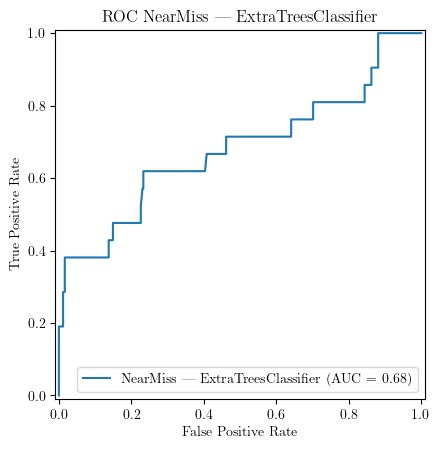 ROC NearMiss — ExtraTreesClassifier
1.0
0.8
0.6
0.4
0.2
0.0
True Positive Rate
NearMiss — ExtraTreesClassifier (AUC = 0.68)
0.0 0.2 0.4 0.6 0.8 1.0
False Positive Rate